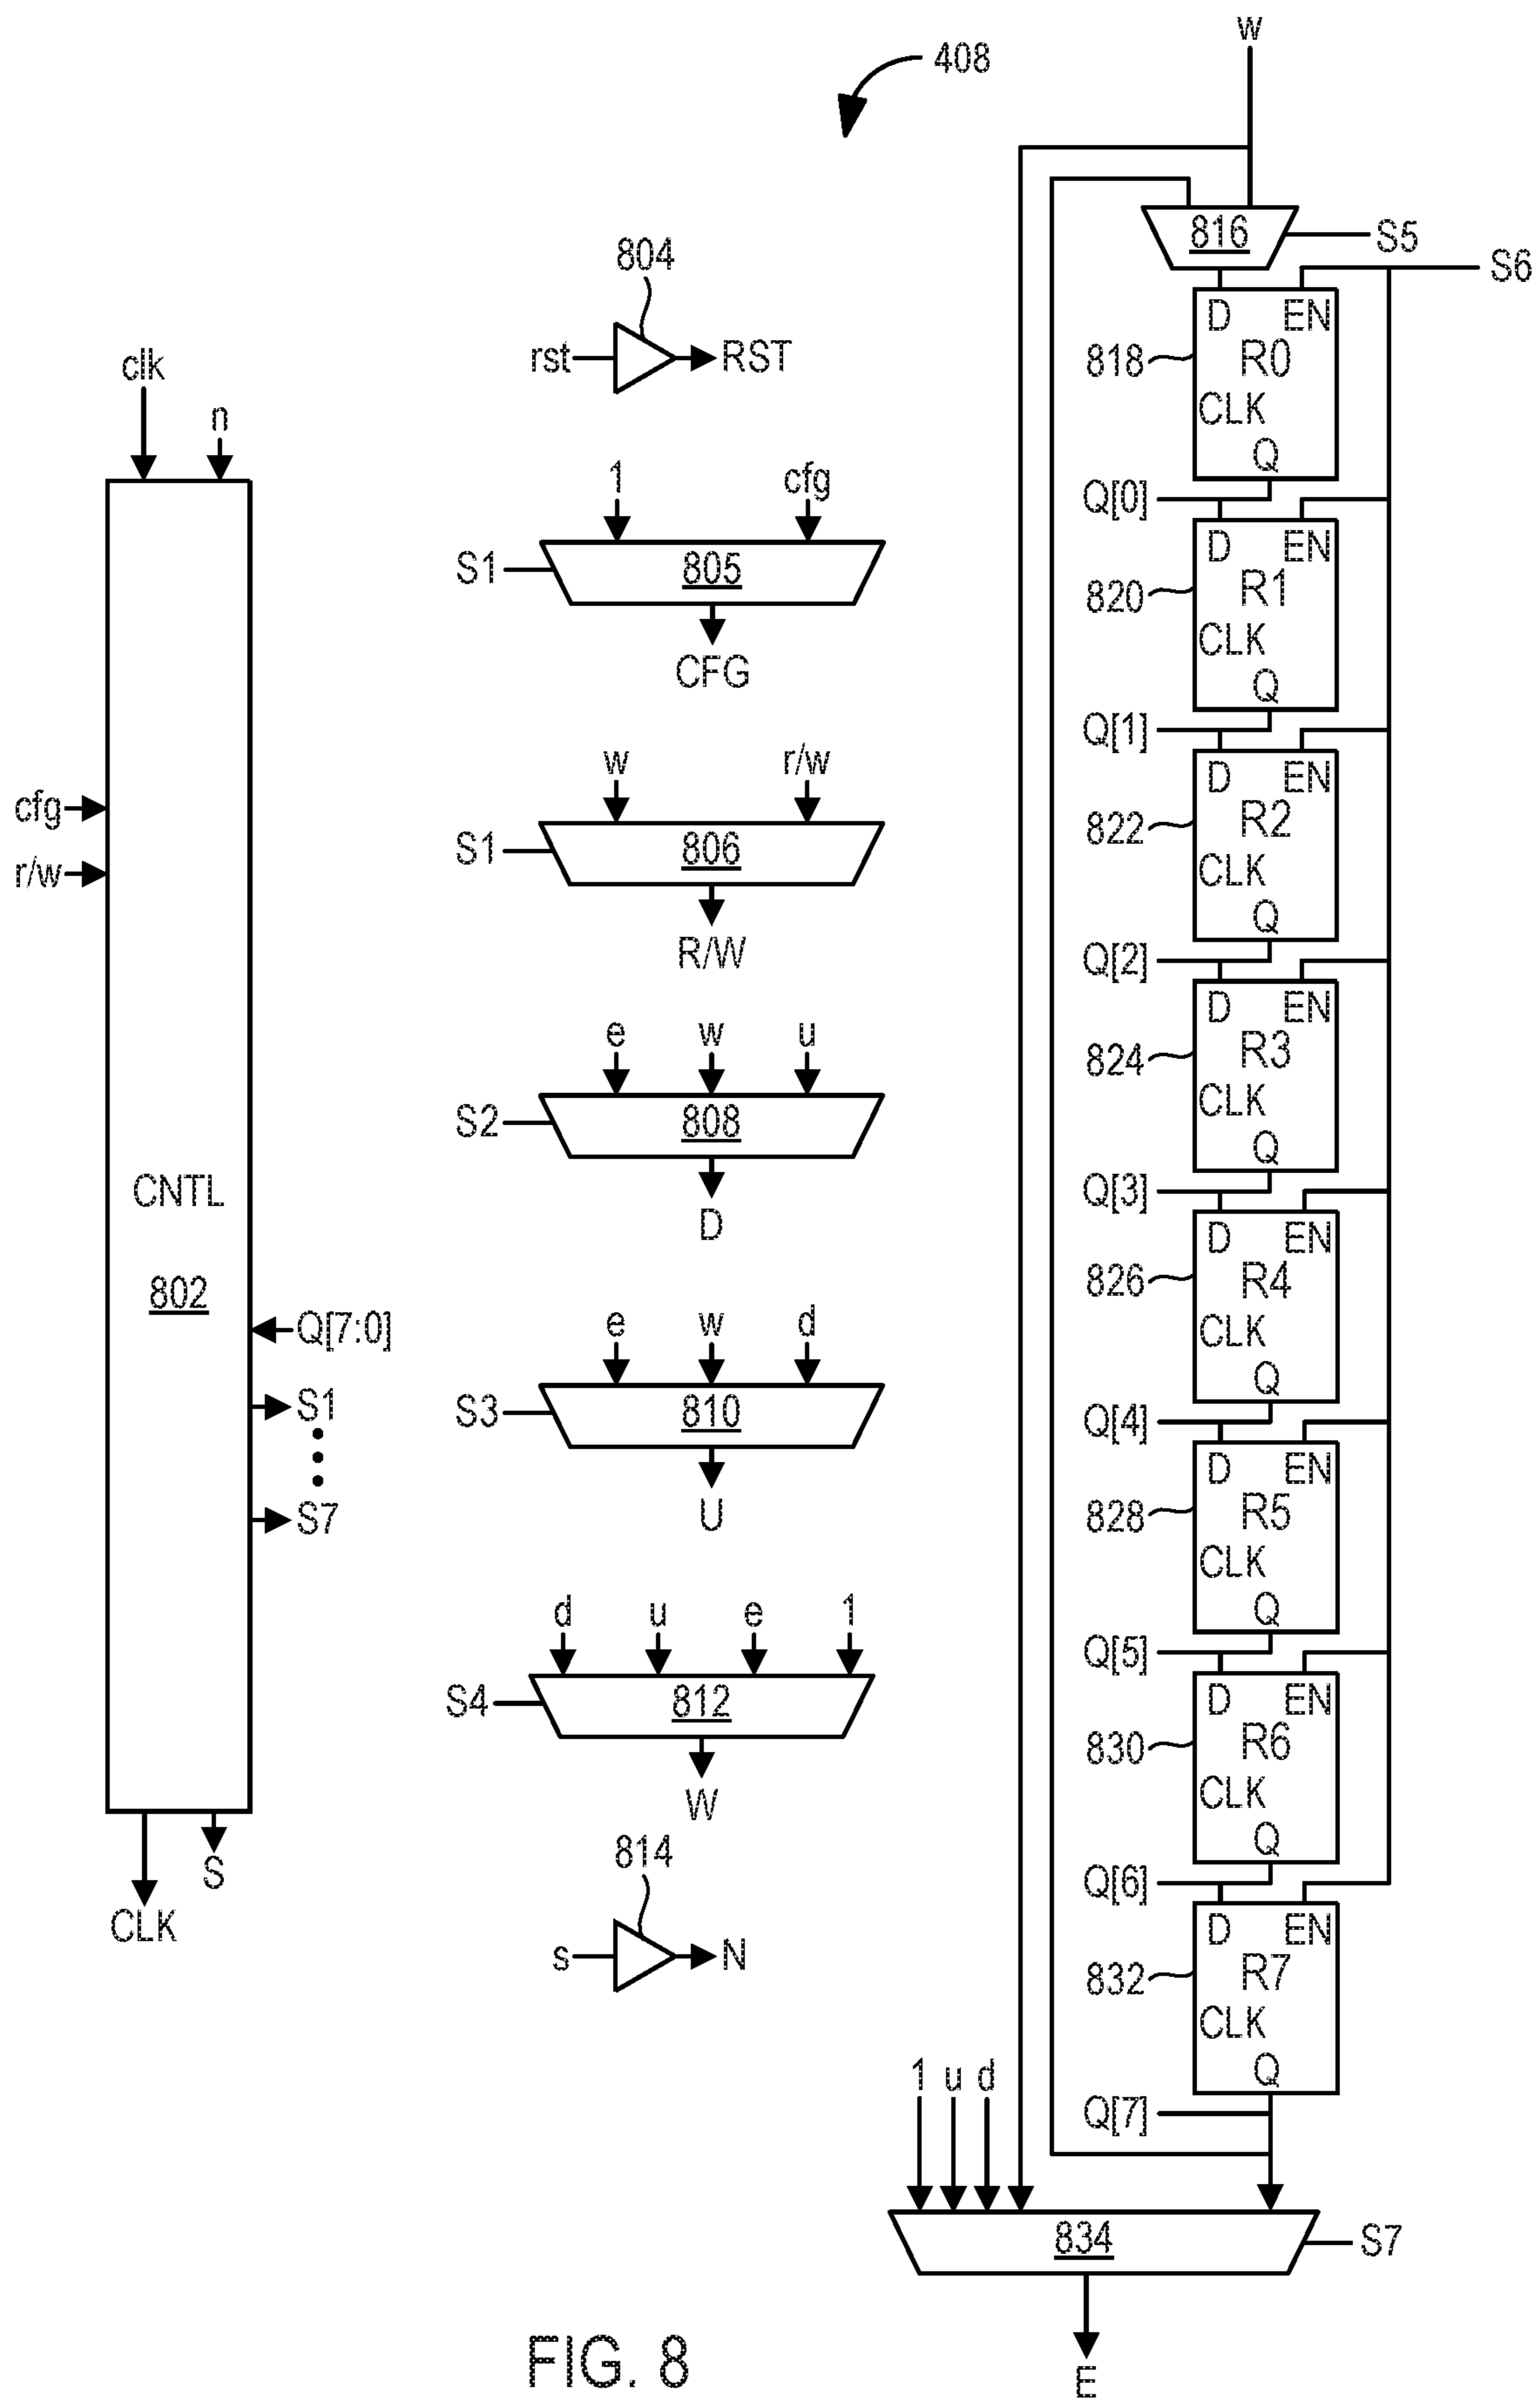 408
w
816
S5
S6
D EN
818
R0
CLK
Q
Q[0]
D EN
820
R1
CLK
Q
Q[1]
D EN
822
R2
CLK
Q
Q[2]
D EN
824
R3
CLK
Q
Q[3]
D EN
826
R4
CLK
Q
Q[4]
D EN
828
R5
CLK
Q
Q[5]
D EN
830
R6
CLK
Q
Q[6]
D EN
832
R7
CLK
Q
Q[7]
1 u d
834
S7
E
clk
n
cfg
r/w
CNTL
802
Q[7:0]
S1
S7
S
CLK
804
rst
RST
1 cfg
S1
805
CFG
w r/w
S1
806
R/W
e w u
S2
808
D
e w d
S3
810
U
d u e 1
S4
812
W
814
s
N
FIG. 8